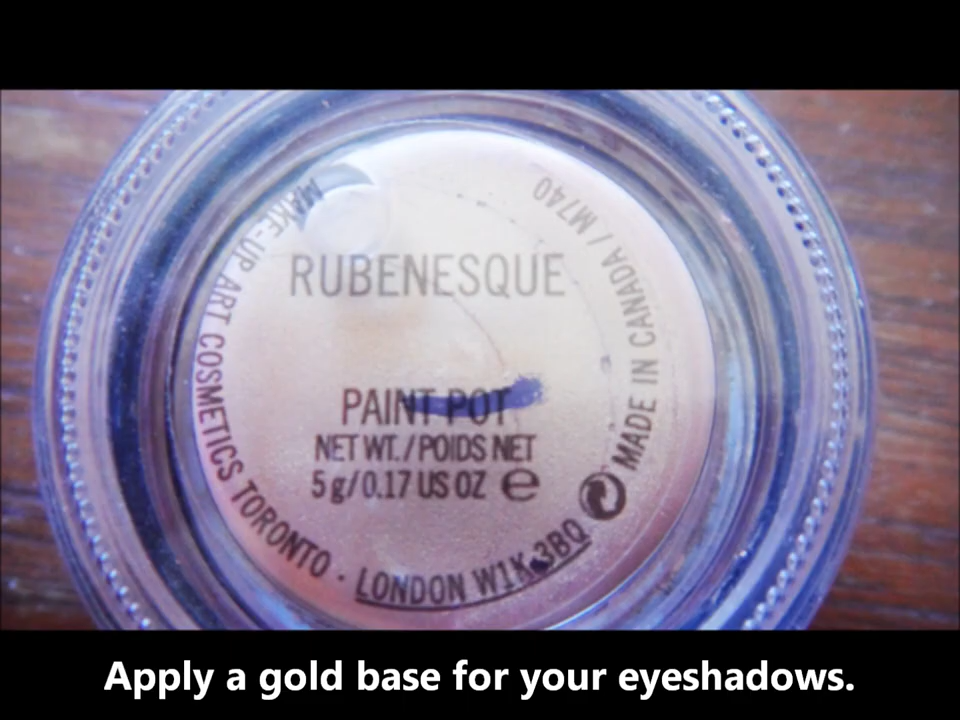 RUBENESQUE
PAINT POT
NET WT./POIDS NET
5 g/0.17 US OZ e
MAKE-UP ART COSMETICS TORONTO · LONDON W1K 3BQ
MADE IN CANADA / M740
Apply a gold base for your eyeshadows.